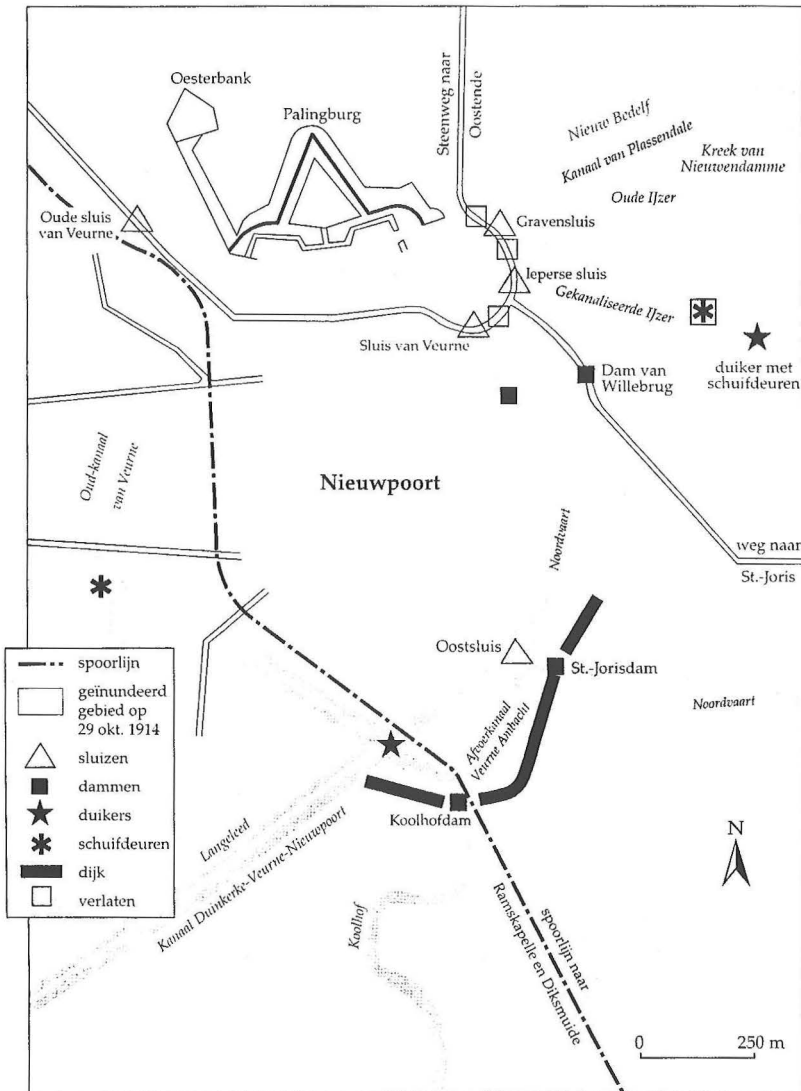 Oesterbank
Palingburg
Steenweg naar
Oostende
Nieuw Bedelf
Kanaal van Plassendale
Kreek van
Nieuwendamme
Oude IJzer
Oude sluis
van Veurne
Gravensluis
Ieperse sluis
Gekanaliseerde IJzer
Sluis van Veurne
Dam van
Willebrug
duiker met
schuifdeuren
Oud-kanaal
van Veurne
Nieuwpoort
Noordvaart
weg naar
St.-Joris
Oostsluis
St.-Jorisdam
Noordvaart
Afvoerkanaal
Veurne Ambacht
Koolhofdam
Langeleed
Kanaal Duinkerke-Veurne-Nieuwpoort
Koolhof
spoorlijn naar
Ramskapelle en Diksmuide
spoorlijn
geïnundeerd
gebied op
29 okt. 1914
sluizen
dammen
duikers
schuifdeuren
dijk
verlaten
N
0 250 m